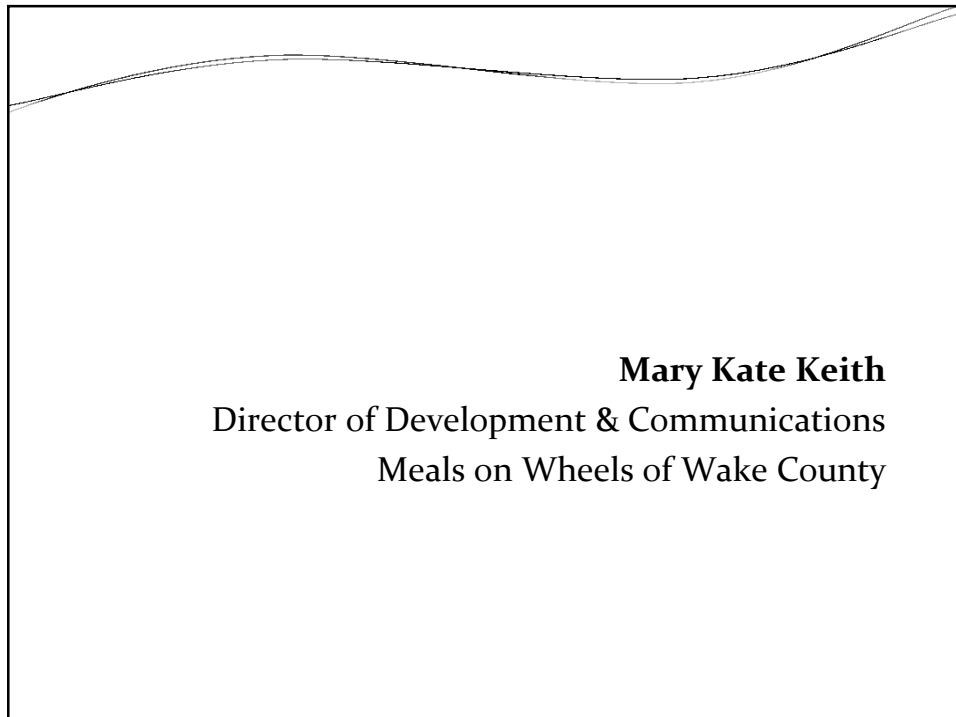 Mary Kate Keith
Director of Development & Communications
Meals on Wheels of Wake County